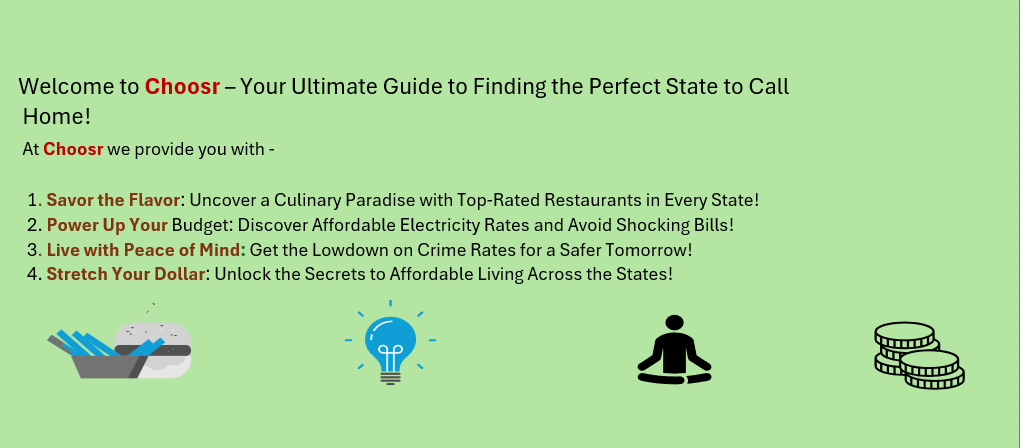 Welcome to Choosr – Your Ultimate Guide to Finding the Perfect State to Call
Home!
At Choosr we provide you with -
1. Savor the Flavor: Uncover a Culinary Paradise with Top-Rated Restaurants in Every State!
2. Power Up Your Budget: Discover Affordable Electricity Rates and Avoid Shocking Bills!
3. Live with Peace of Mind: Get the Lowdown on Crime Rates for a Safer Tomorrow!
4. Stretch Your Dollar: Unlock the Secrets to Affordable Living Across the States!